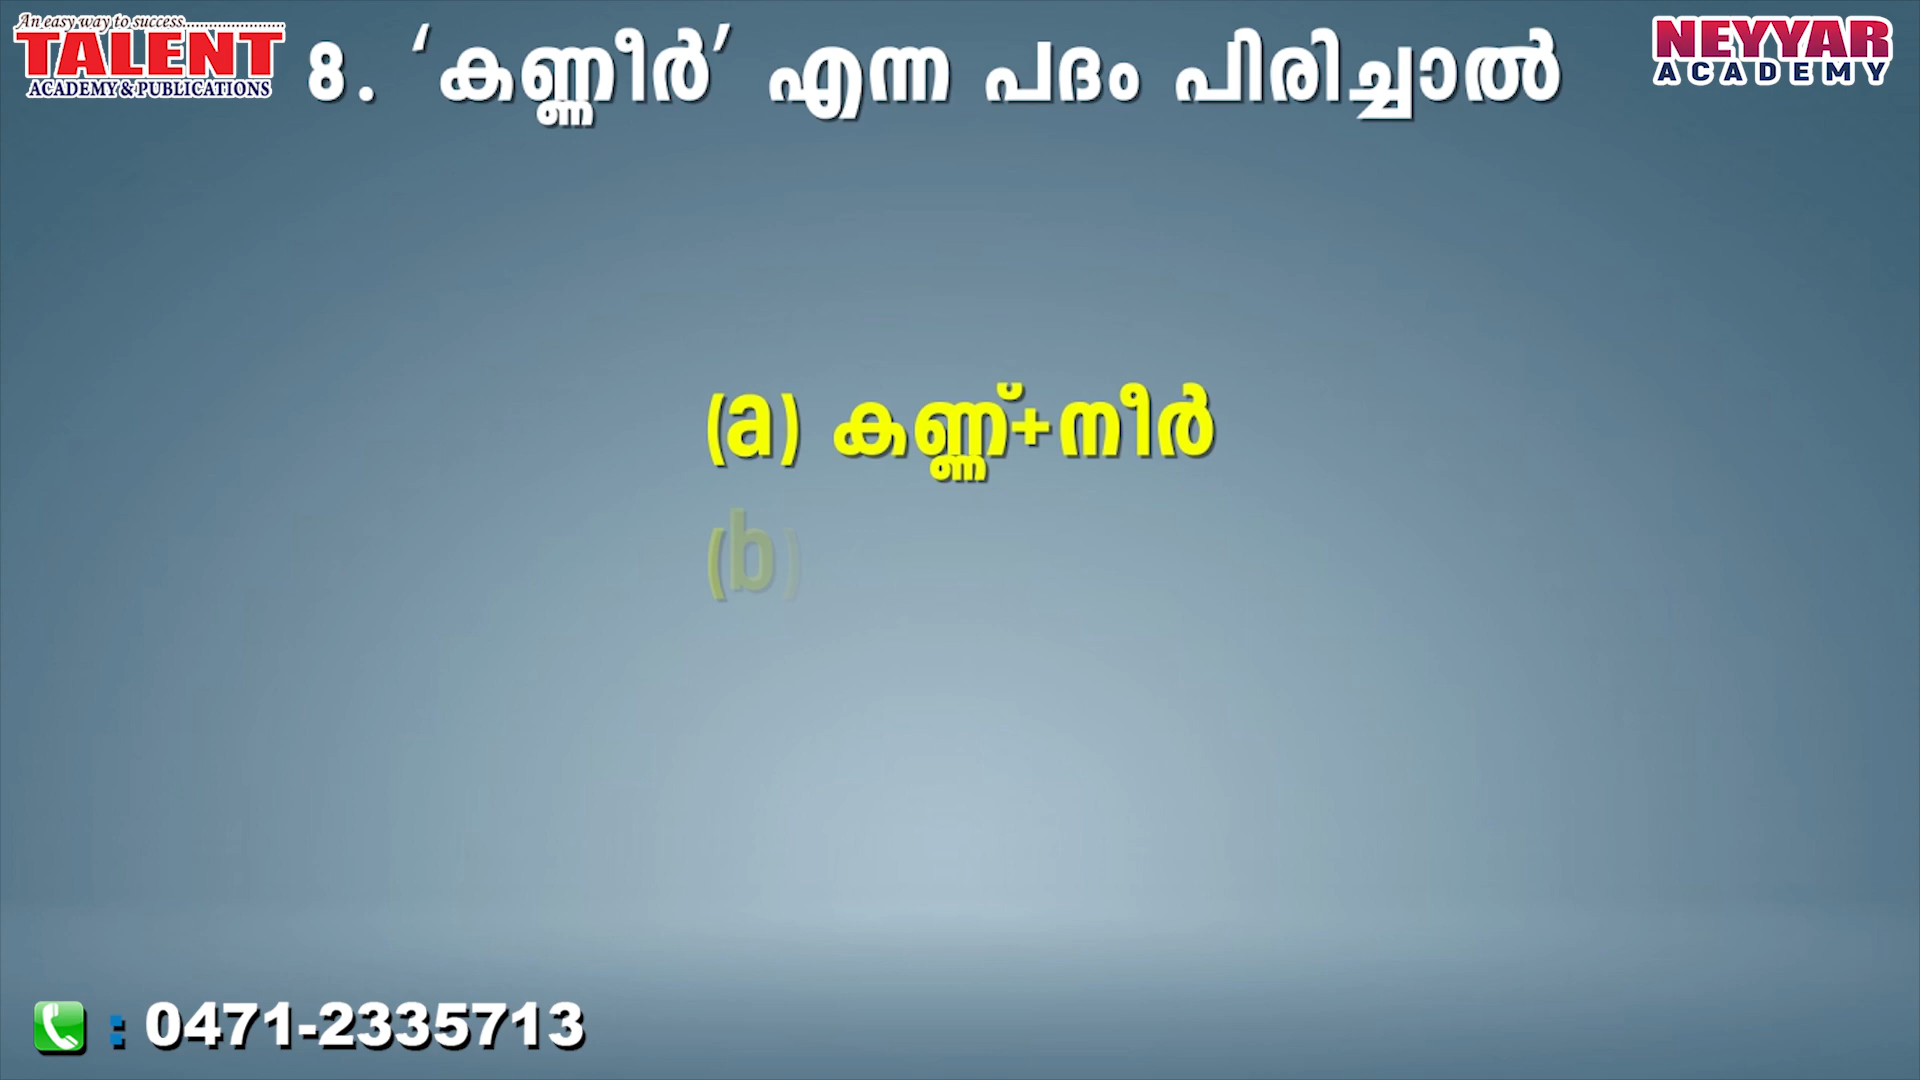 An easy way to success........................
TALENT
ACADEMY & PUBLICATIONS
8. ‘കണ്ണീർ’ എന്ന പദം പിരിച്ചാൽ
NEYYAR
ACADEMY
(a) കണ്ണ്+നീർ
(b)
: 0471-2335713